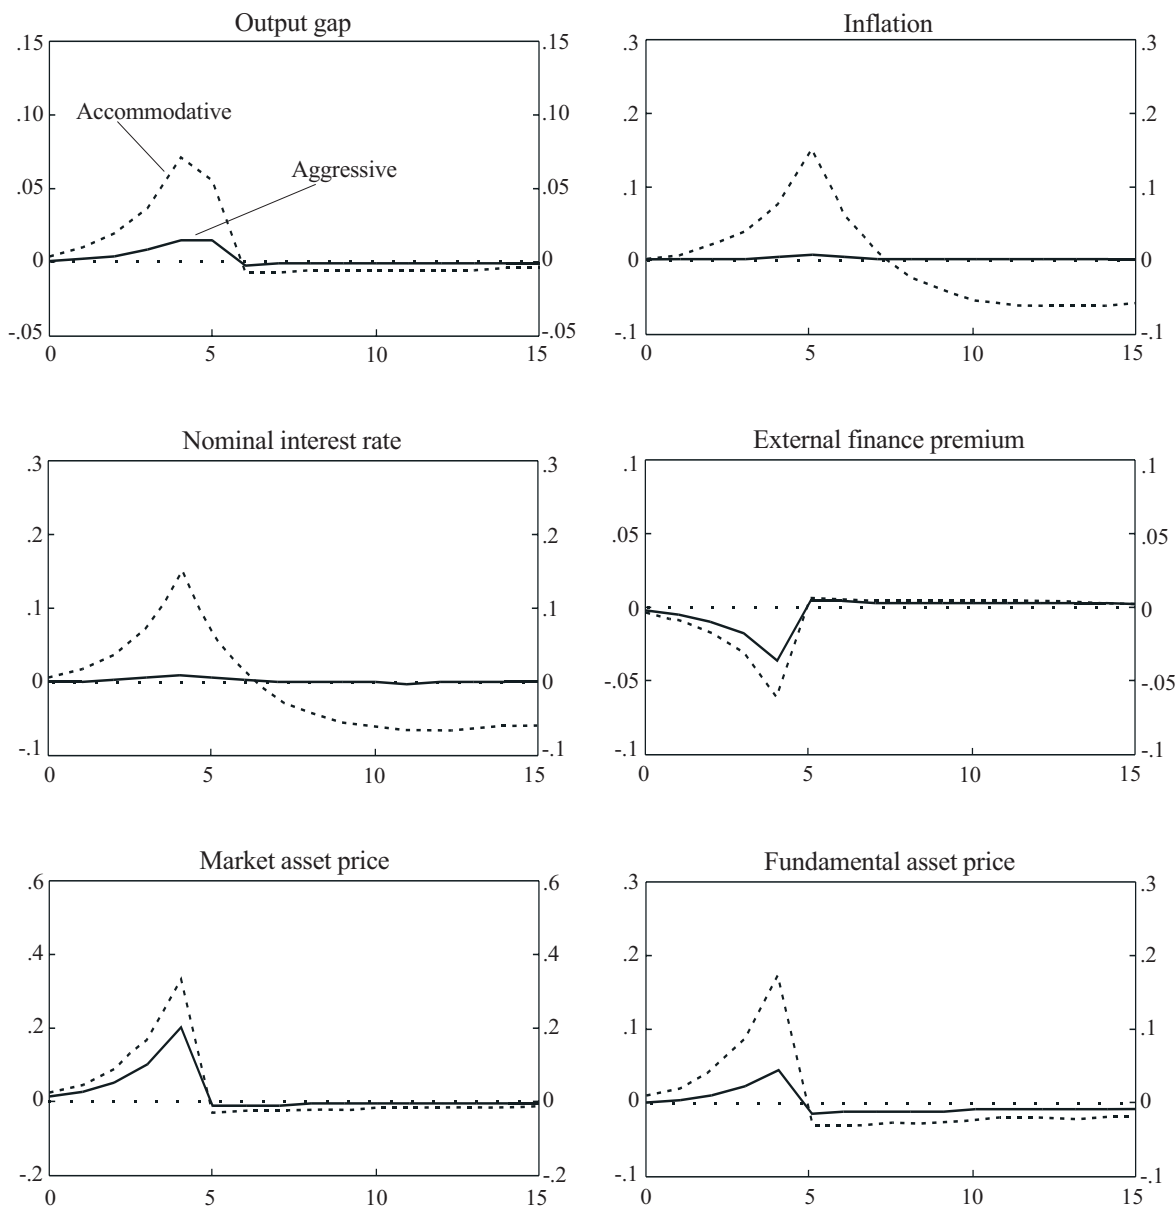 Output gap
.15 .15
.10 .10
Accommodative
Aggressive
.05 .05
0 0
-.05 -.05
0 5 10 15
Inflation
.3 .3
.2 .2
.1 .1
0 0
-.1 -.1
0 5 10 15
Nominal interest rate
.3 .3
.2 .2
.1 .1
0 0
-.1 -.1
0 5 10 15
External finance premium
.1 .1
.05 .05
0 0
-.05 -.05
-.1 -.1
0 5 10 15
Market asset price
.6 .6
.4 .4
.2 .2
0 0
-.2 -.2
0 5 10 15
Fundamental asset price
.3 .3
.2 .2
.1 .1
0 0
-.1 -.1
0 5 10 15